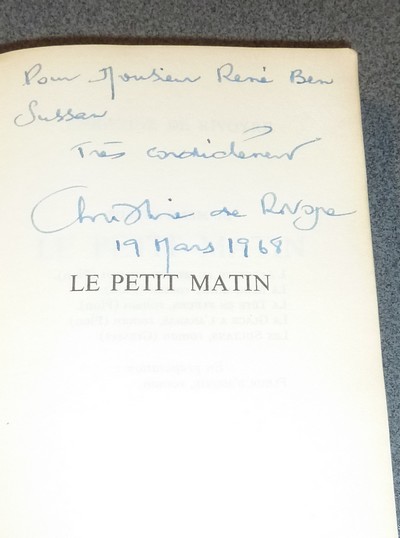 Pour Monsieur René Ben
Sussan
Très cordialement
Christine de Rivoyre
19 Mars 1968
LE PETIT MATIN